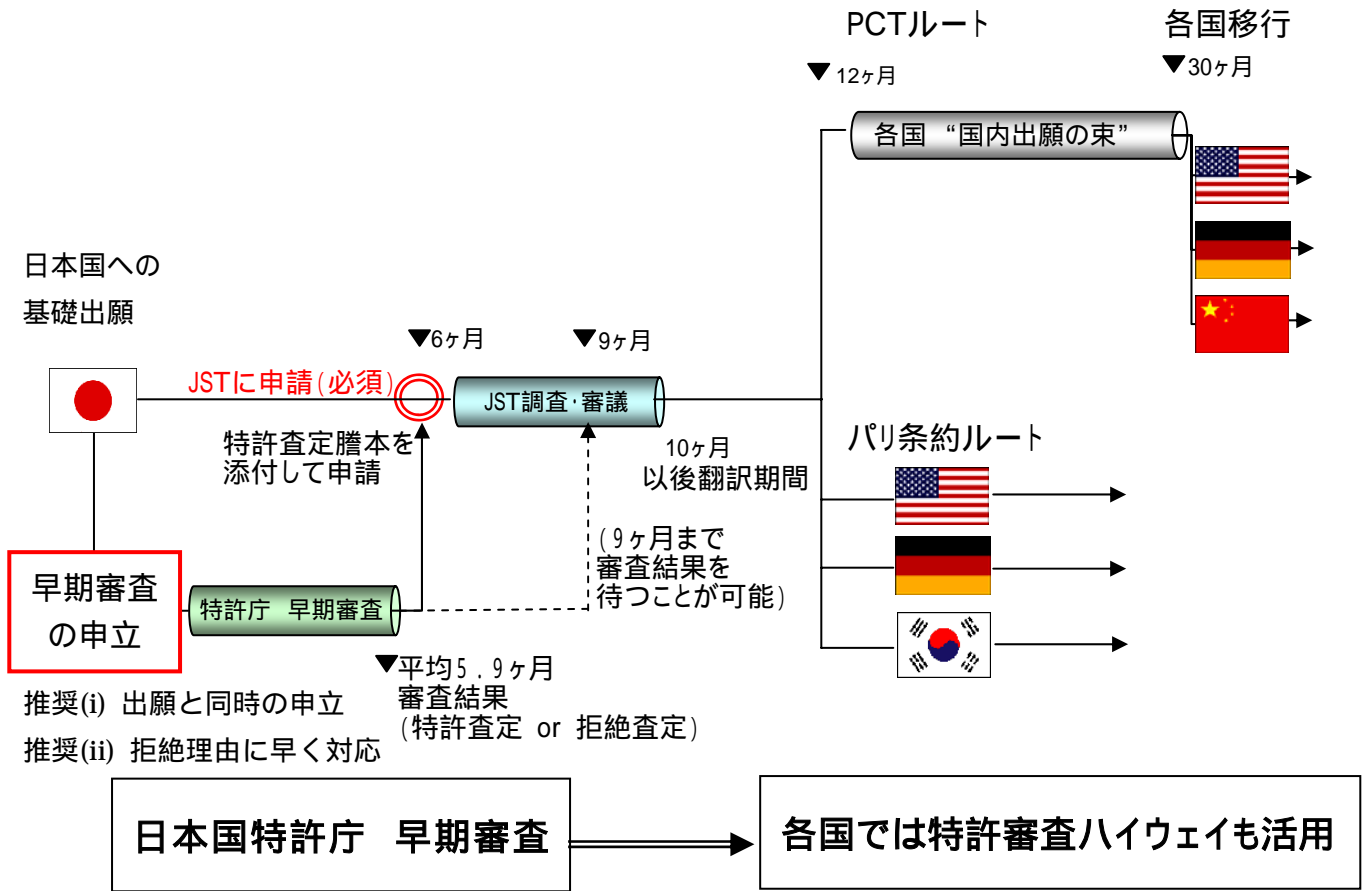 PCTルート
各国移行
▼12ヶ月
▼30ヶ月
各国 “国内出願の束”
日本国への
基礎出願
▼6ヶ月
▼9ヶ月
JSTに申請(必須)
JST調査・審議
特許査定謄本を
添付して申請
10ヶ月
以後翻訳期間
パリ条約ルート
(9ヶ月まで
審査結果を
待つことが可能)
早期審査
の申立
特許庁 早期審査
▼平均5.9ヶ月
審査結果
(特許査定 or 拒絶査定)
推奨(i) 出願と同時の申立
推奨(ii) 拒絶理由に早く対応
日本国特許庁 早期審査
各国では特許審査ハイウェイも活用